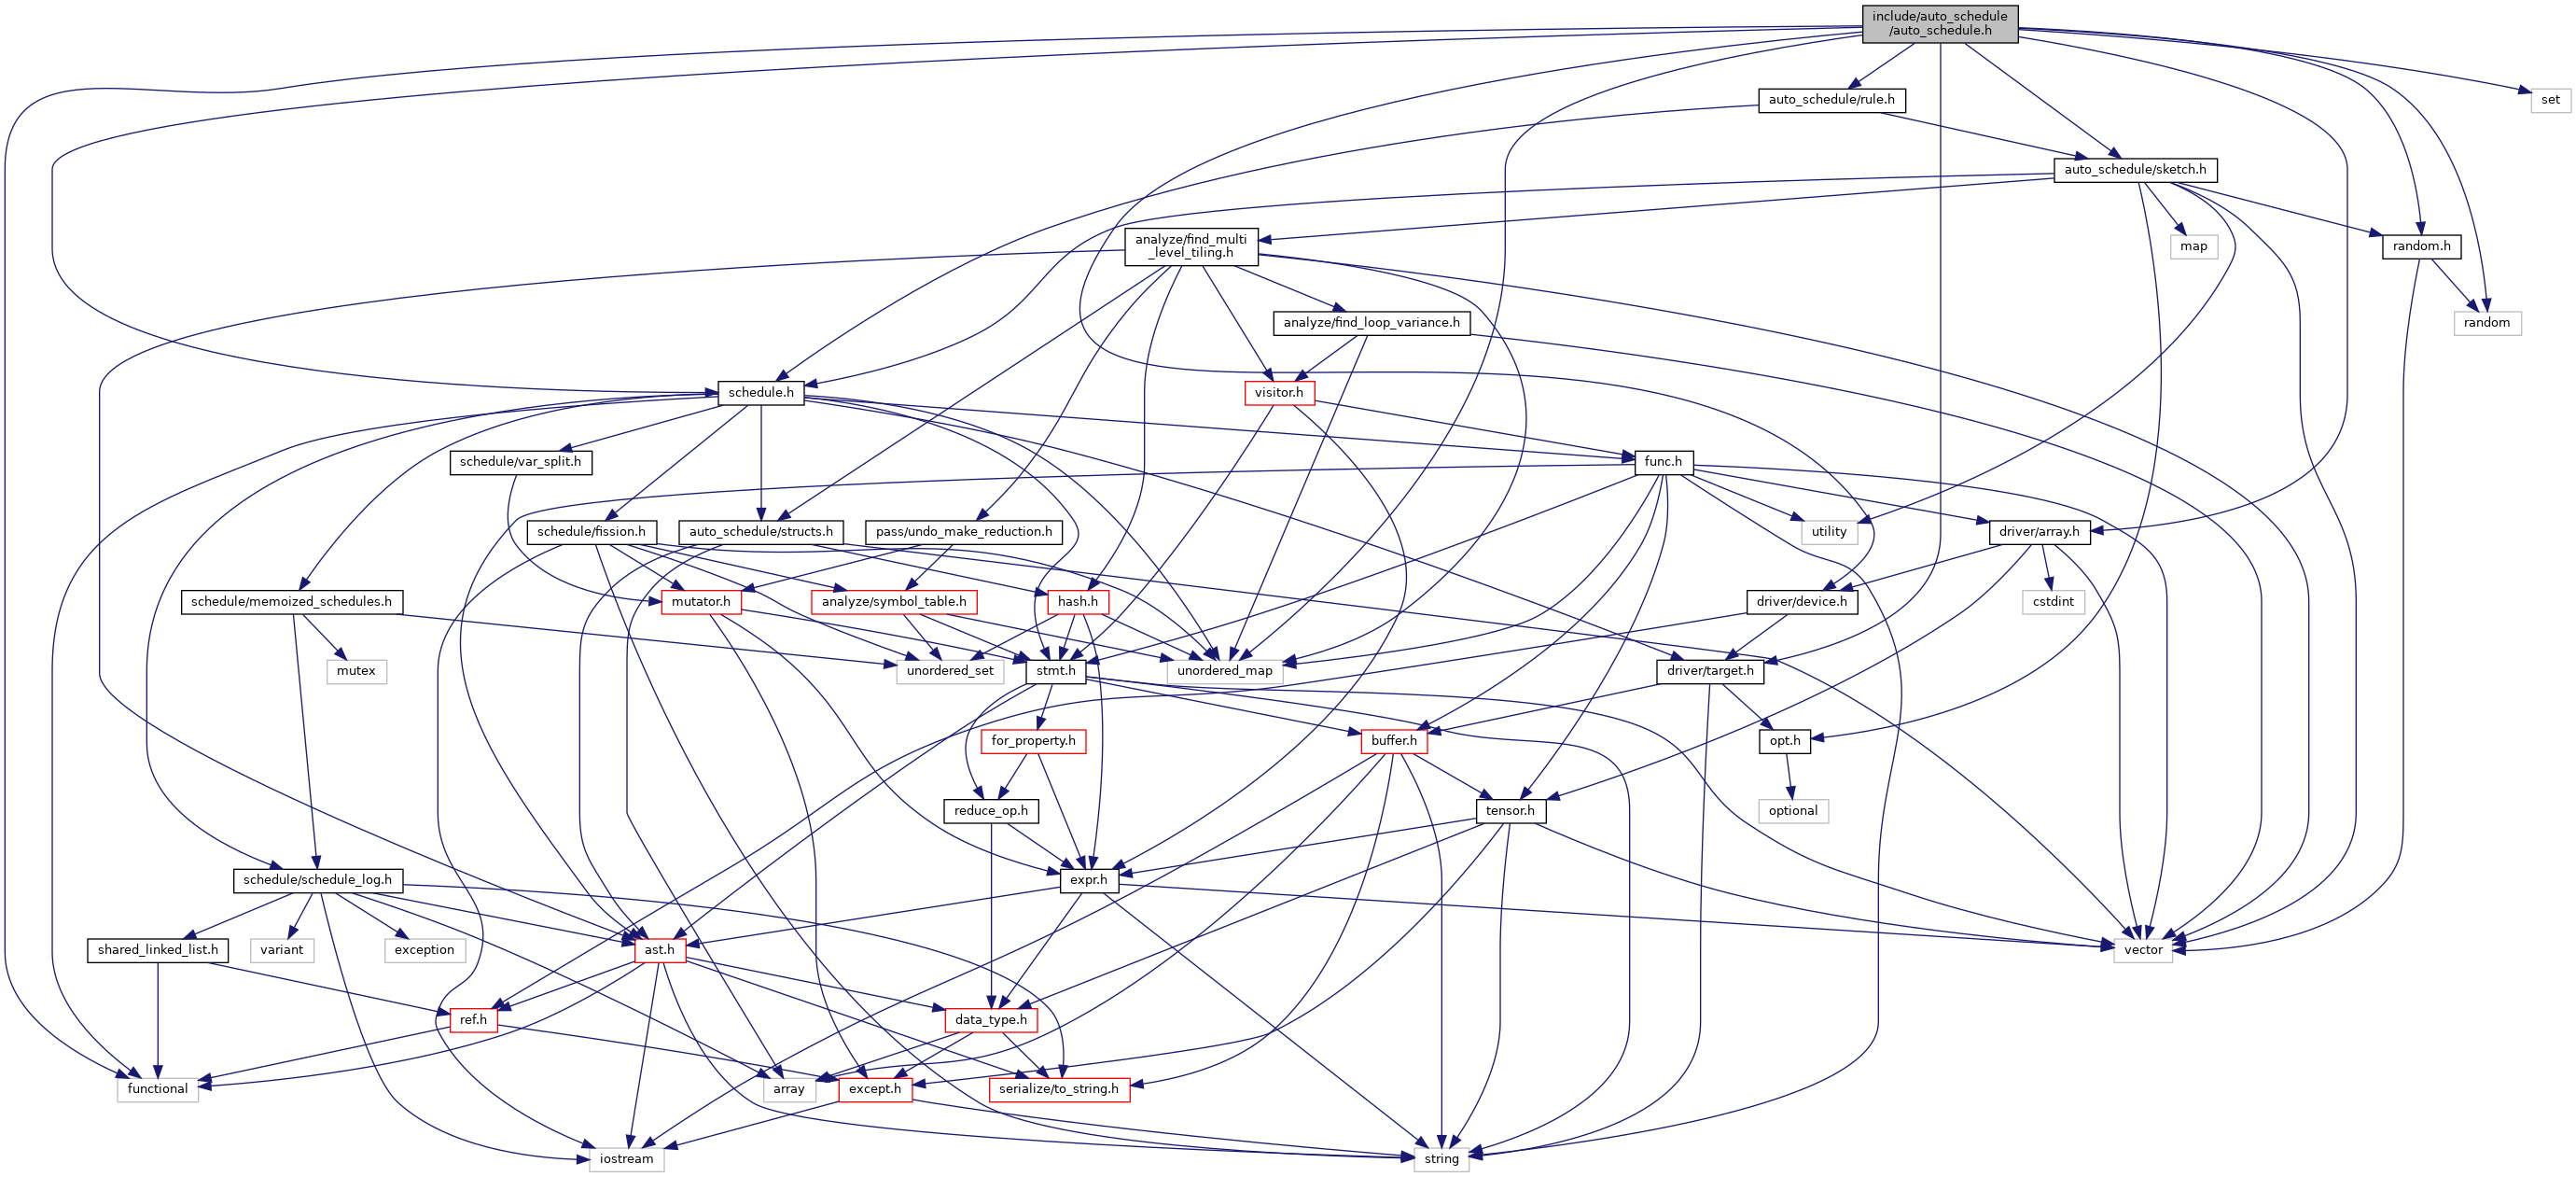 include/auto_schedule
/auto_schedule.h
auto_schedule/rule.h
set
auto_schedule/sketch.h
analyze/find_multi
_level_tiling.h
map
random.h
analyze/find_loop_variance.h
random
schedule.h
visitor.h
schedule/var_split.h
func.h
schedule/fission.h
auto_schedule/structs.h
pass/undo_make_reduction.h
utility
driver/array.h
schedule/memoized_schedules.h
mutator.h
analyze/symbol_table.h
hash.h
driver/device.h
cstdint
mutex
unordered_set
stmt.h
unordered_map
driver/target.h
for_property.h
buffer.h
opt.h
reduce_op.h
tensor.h
optional
schedule/schedule_log.h
expr.h
shared_linked_list.h
variant
exception
ast.h
vector
ref.h
data_type.h
functional
array
except.h
serialize/to_string.h
iostream
string